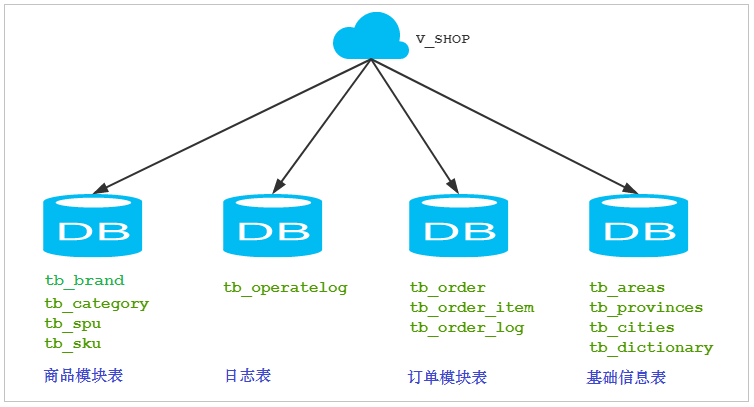 V_SHOP
DB
DB
DB
DB
tb_brand
tb_category
tb_spu
tb_sku
商品模块表
tb_operatelog
日志表
tb_order
tb_order_item
tb_order_log
订单模块表
tb_areas
tb_provinces
tb_cities
tb_dictionary
基础信息表